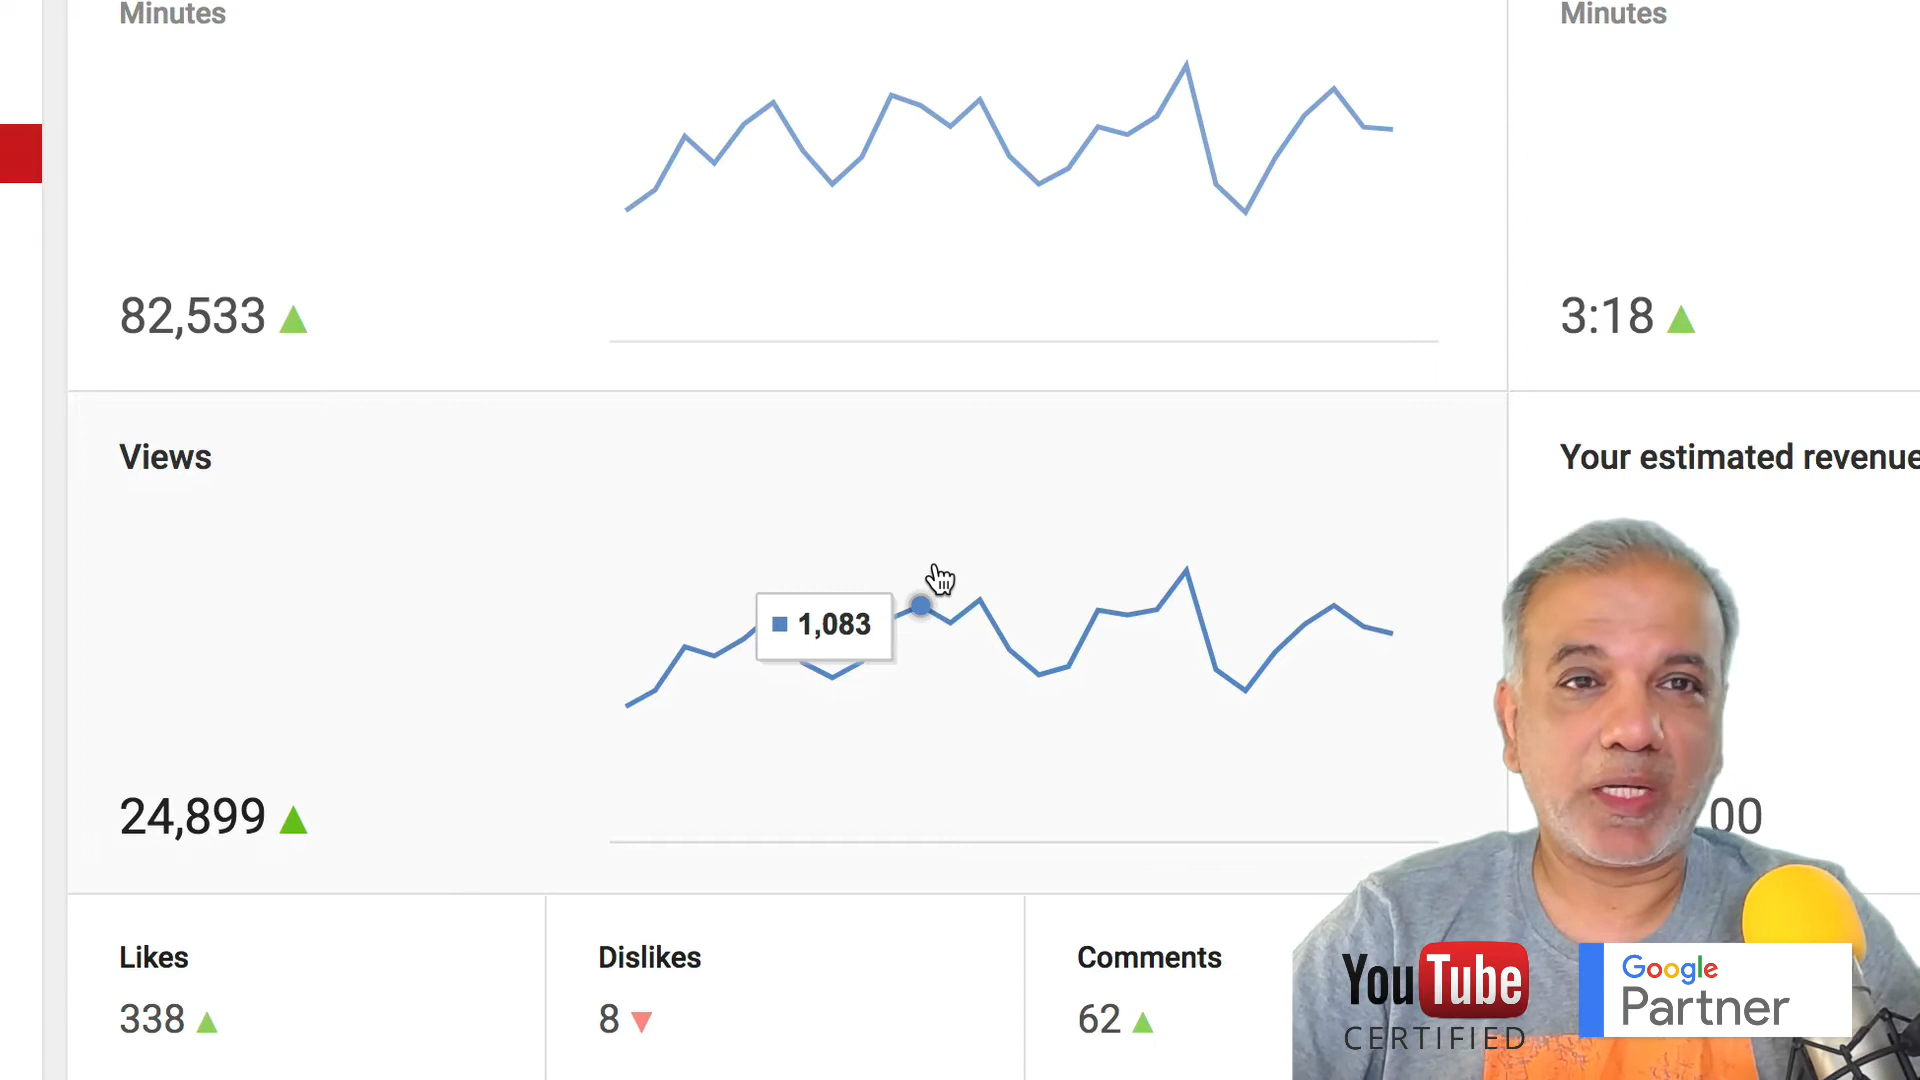 Minutes
Minutes
82,533
3:18
Views
Your estimated revenue
1,083
24,899
00
Likes
Dislikes
Comments
338
8
62
YouTube
CERTIFIED
Google
Partner